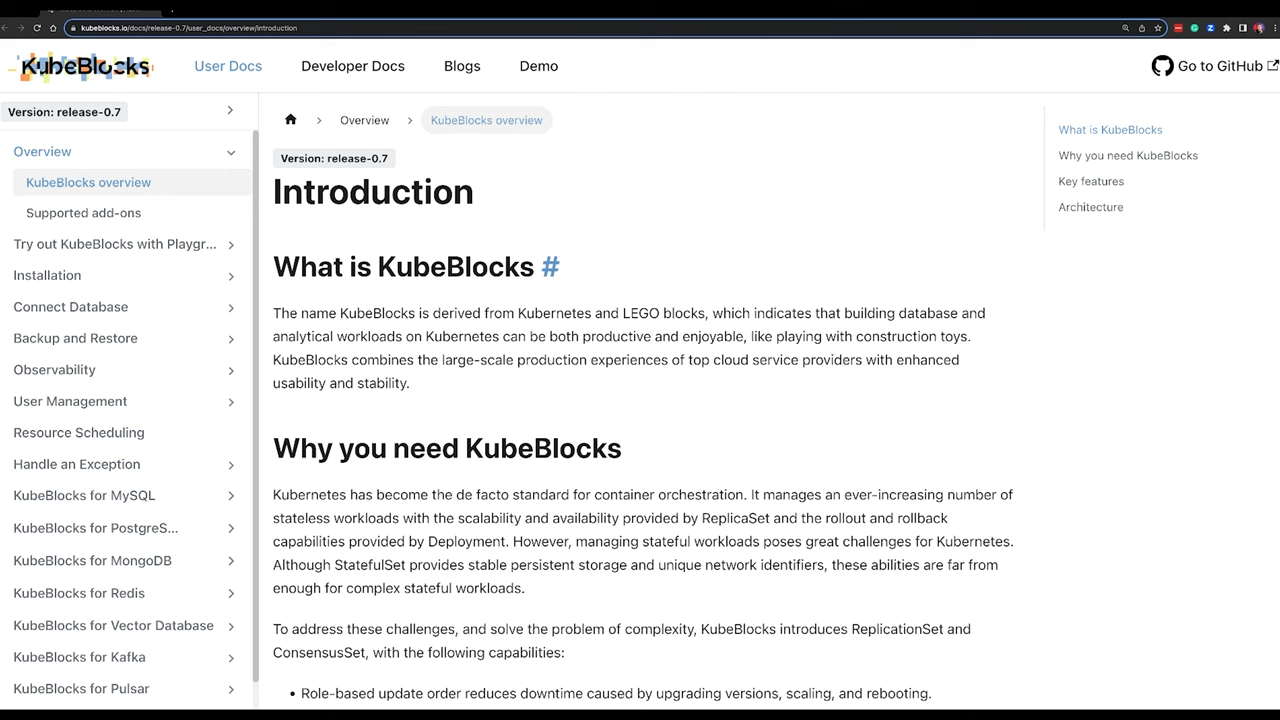 kubeblocks.io/docs/release-0.7/user_docs/overview/introduction
KubeBlocks
User Docs
Developer Docs
Blogs
Demo
Go to GitHub
Version: release-0.7
Overview
KubeBlocks overview
Supported add-ons
Try out KubeBlocks with Playgr...
Installation
Connect Database
Backup and Restore
Observability
User Management
Resource Scheduling
Handle an Exception
KubeBlocks for MySQL
KubeBlocks for PostgreS...
KubeBlocks for MongoDB
KubeBlocks for Redis
KubeBlocks for Vector Database
KubeBlocks for Kafka
KubeBlocks for Pulsar
Overview
KubeBlocks overview
Version: release-0.7
Introduction
What is KubeBlocks #
The name KubeBlocks is derived from Kubernetes and LEGO blocks, which indicates that building database and
analytical workloads on Kubernetes can be both productive and enjoyable, like playing with construction toys.
KubeBlocks combines the large-scale production experiences of top cloud service providers with enhanced
usability and stability.
Why you need KubeBlocks
Kubernetes has become the de facto standard for container orchestration. It manages an ever-increasing number of
stateless workloads with the scalability and availability provided by ReplicaSet and the rollout and rollback
capabilities provided by Deployment. However, managing stateful workloads poses great challenges for Kubernetes.
Although StatefulSet provides stable persistent storage and unique network identifiers, these abilities are far from
enough for complex stateful workloads.
To address these challenges, and solve the problem of complexity, KubeBlocks introduces ReplicationSet and
ConsensusSet, with the following capabilities:
• Role-based update order reduces downtime caused by upgrading versions, scaling, and rebooting.
What is KubeBlocks
Why you need KubeBlocks
Key features
Architecture